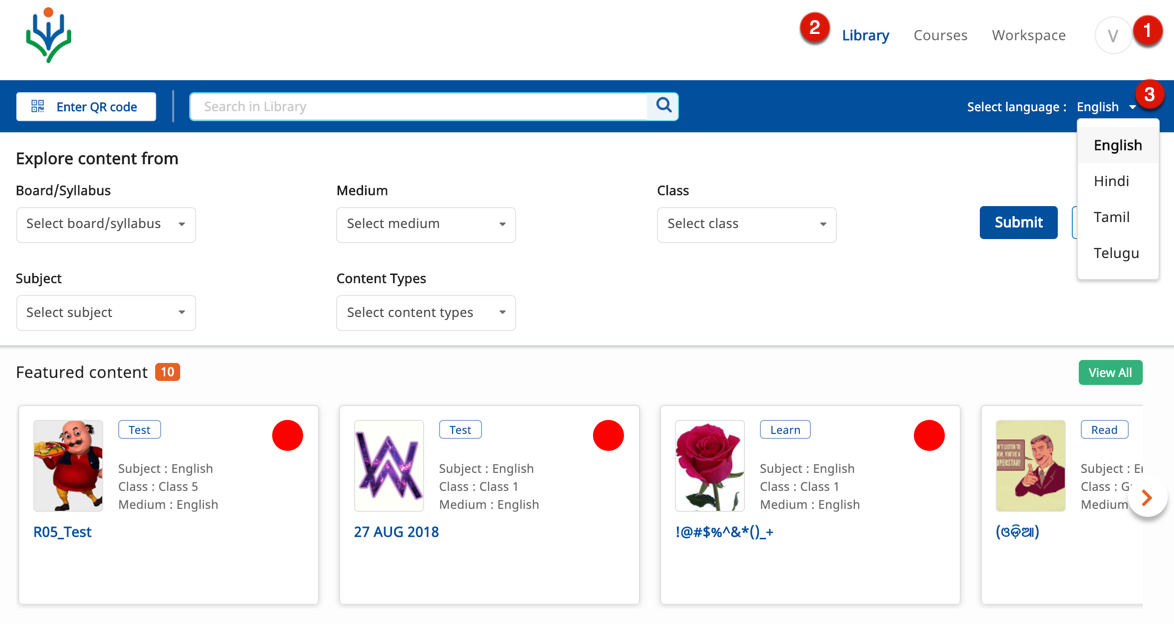 2
Library
Courses
Workspace
V
1
Enter QR code
Search in Library
Select language :
English
3
English
Hindi
Tamil
Telugu
Explore content from
Board/Syllabus
Medium
Class
Select board/syllabus
Select medium
Select class
Submit
Subject
Content Types
Select subject
Select content types
Featured content 10
View All
Test
Subject : English
Class : Class 5
Medium : English
R05_Test
Test
Subject : English
Class : Class 1
Medium : English
27 AUG 2018
Learn
Subject : English
Class : Class 1
Medium : English
!@#$%^&*()_+
Read
Subject :
Class :
Medium
(ଓଡ଼ିଆ)